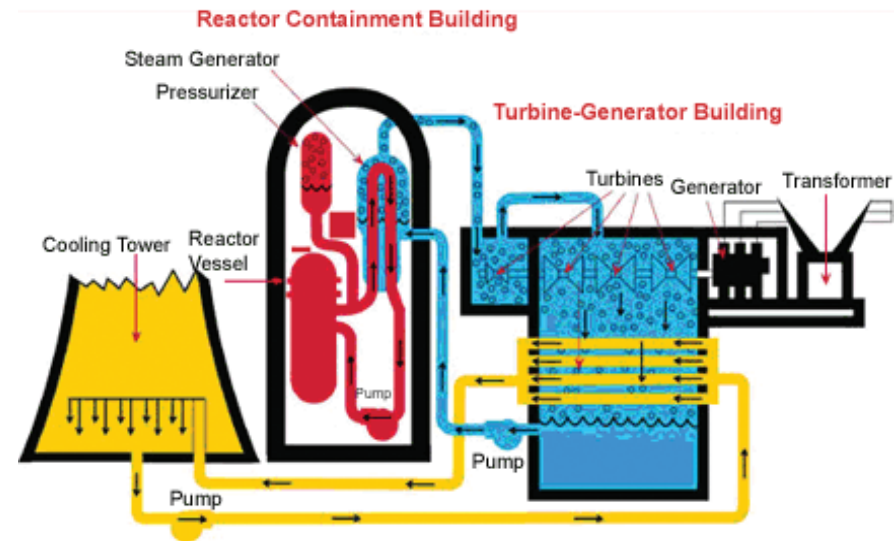 Reactor Containment Building
Steam Generator
Pressurizer
Turbine-Generator Building
Turbines
Generator
Transformer
Cooling Tower
Reactor
Vessel
Pump
Pump
Pump